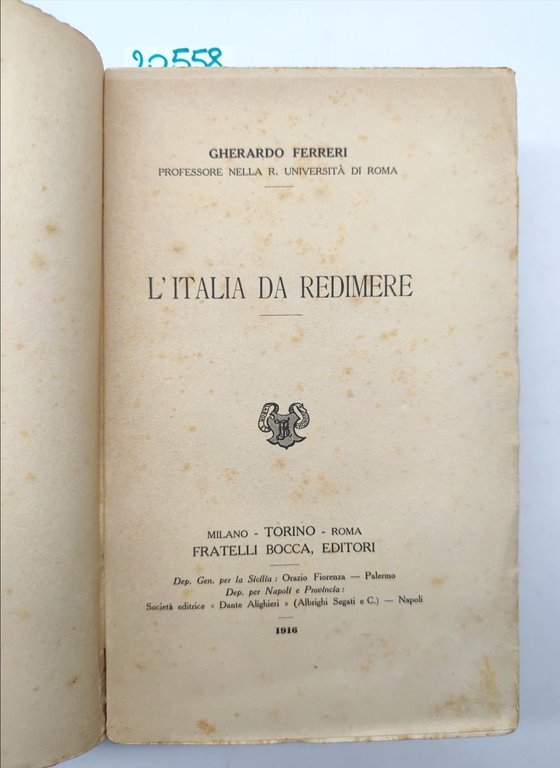 20558
GHERARDO FERRERI
PROFESSORE NELLA R. UNIVERSITÀ DI ROMA
L'ITALIA DA REDIMERE
MILANO - TORINO - ROMA
FRATELLI BOCCA, EDITORI
Dep. Gen. per la Sicilia : Orazio Fiorenza — Palermo
Dep. per Napoli e Provincia :
Società editrice « Dante Alighieri » (Albrighi Segati e C.) — Napoli
1916